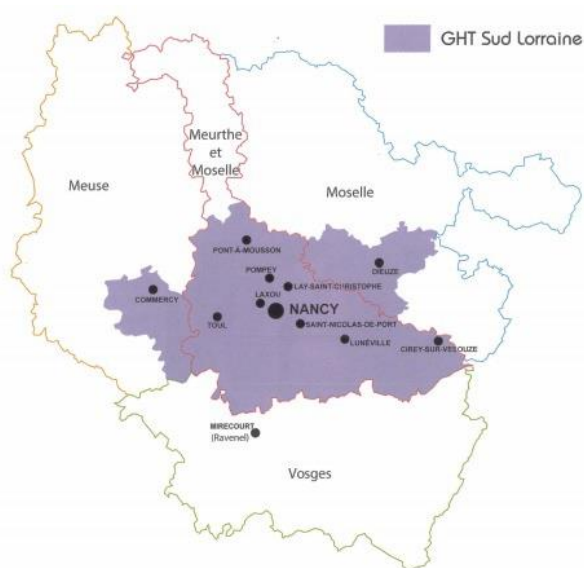 GHT Sud Lorraine
Meurthe
et
Moselle
Meuse
Moselle
PONT-À-MOUSSON
DIEUZE
POMPEY
LAY-SAINT-CHRISTOPHE
COMMERCY
LAXOU
NANCY
TOUL
SAINT-NICOLAS-DE-PORT
LUNÉVILLE
CIREY-SUR-VEZOUZE
MIRECOURT
(Ravenel)
Vosges